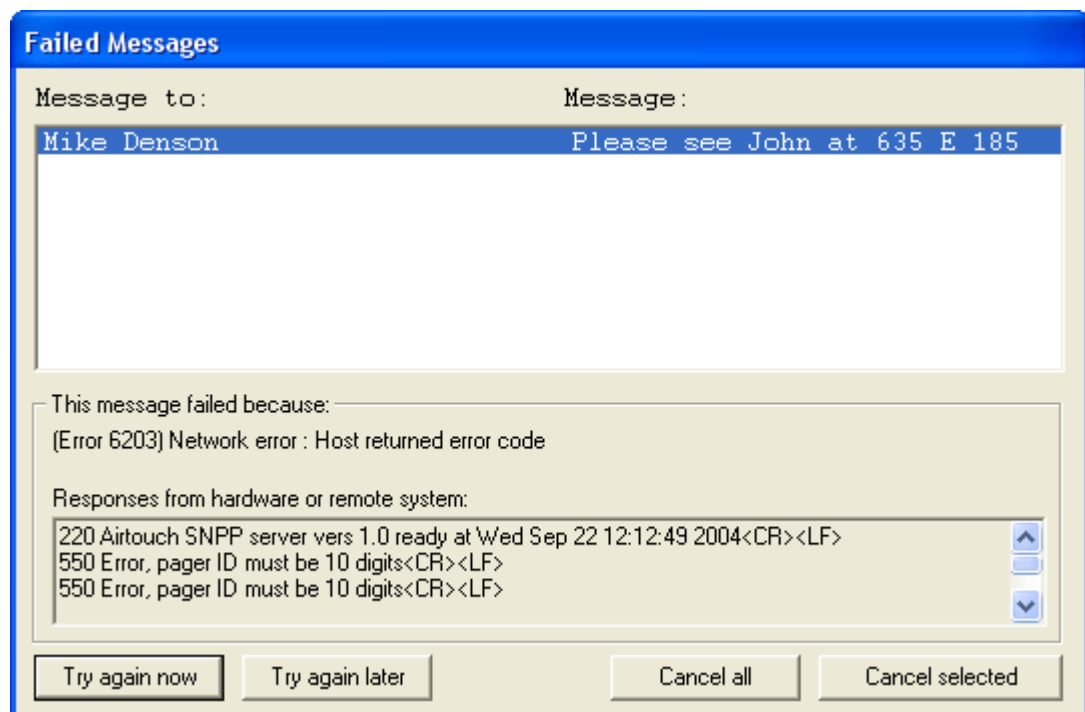 Failed Messages
Message to: Message:
Mike Denson Please see John at 635 E 185
This message failed because:
(Error 6203) Network error : Host returned error code
Responses from hardware or remote system:
220 Airtouch SNPP server vers 1.0 ready at Wed Sep 22 12:12:49 2004<CR><LF>
550 Error, pager ID must be 10 digits<CR><LF>
550 Error, pager ID must be 10 digits<CR><LF>
Try again now Try again later Cancel all Cancel selected